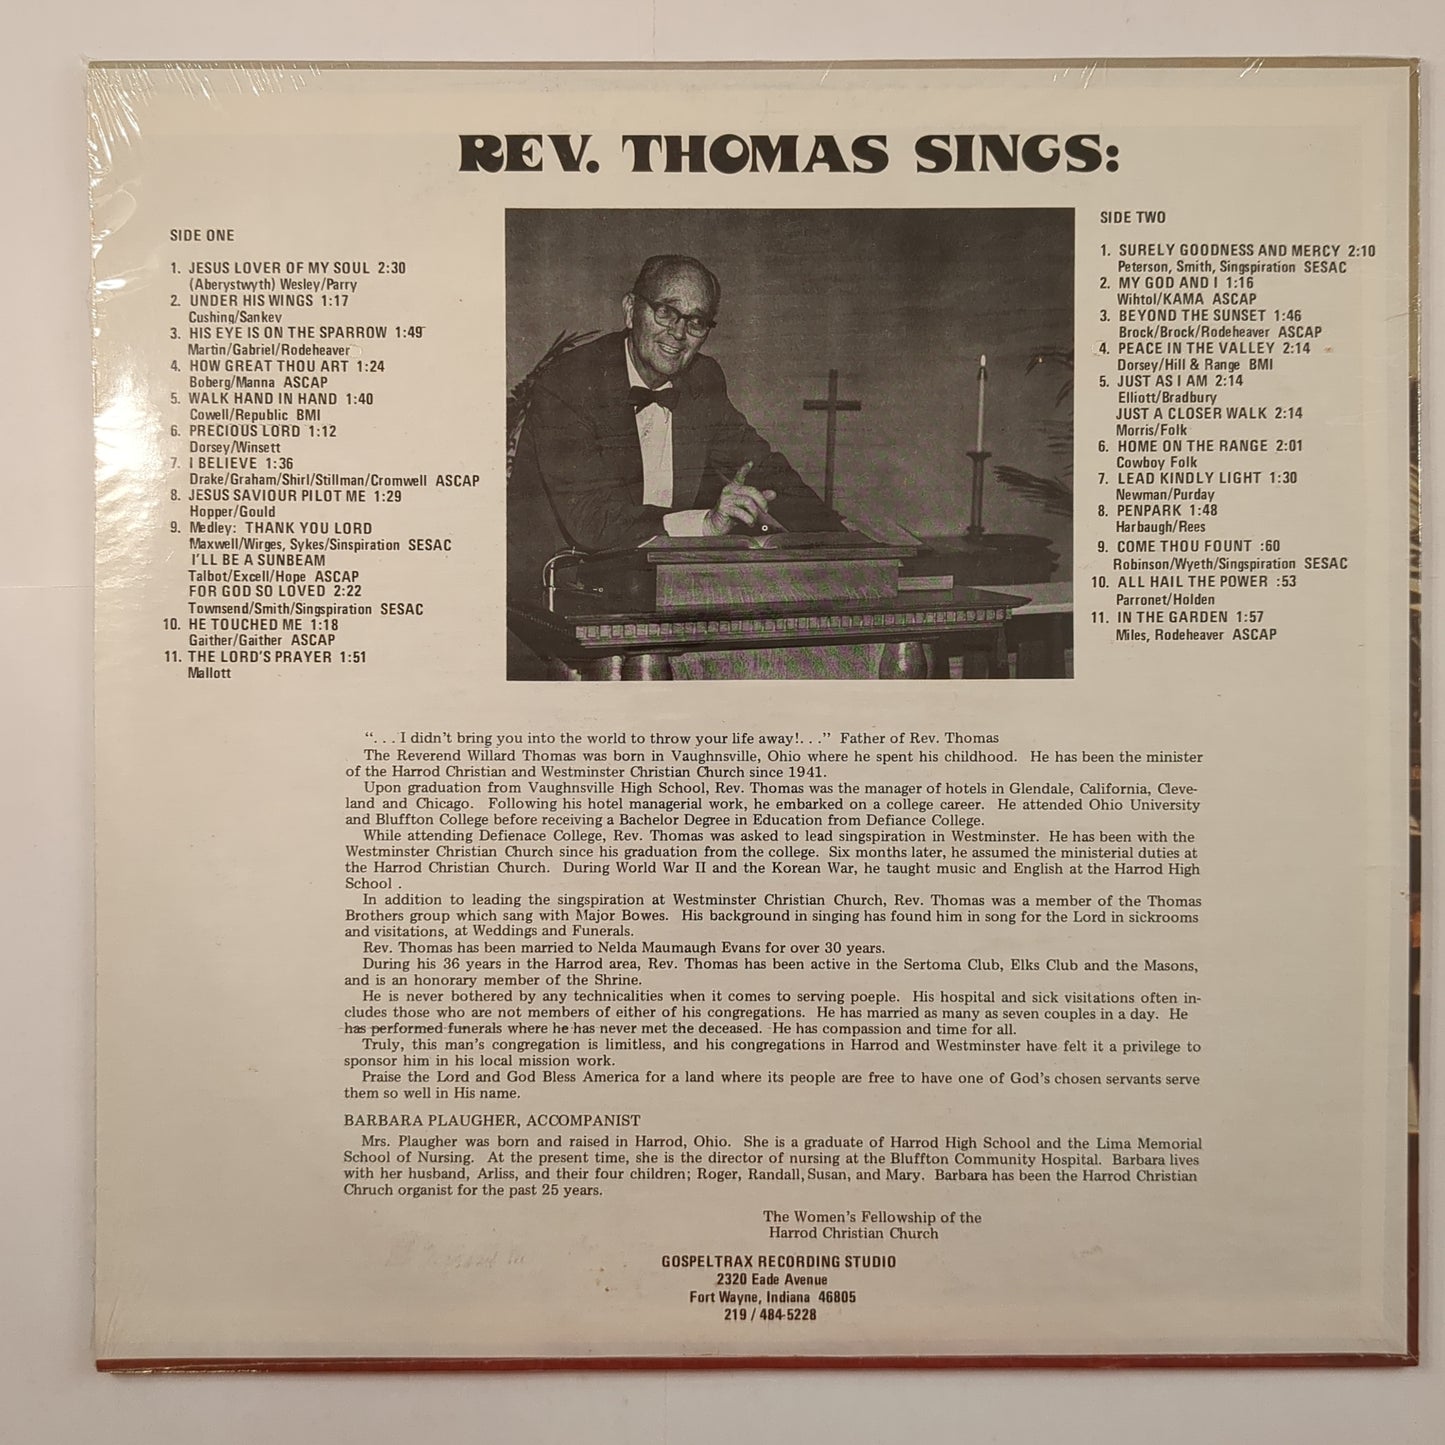 REV. THOMAS SINGS:
SIDE ONE
1. JESUS LOVER OF MY SOUL 2:30
(Aberystwyth) Wesley/Parry
2. UNDER HIS WINGS 1:17
Cushing/Sankey
3. HIS EYE IS ON THE SPARROW 1:49
Martin/Gabriel/Rodeheaver
4. HOW GREAT THOU ART 1:24
Boberg/Manna ASCAP
5. WALK HAND IN HAND 1:40
Cowell/Republic BMI
6. PRECIOUS LORD 1:12
Dorsey/Winsett
7. I BELIEVE 1:36
Drake/Graham/Shirl/Stillman/Cromwell ASCAP
8. JESUS SAVIOUR PILOT ME 1:29
Hopper/Gould
9. Medley: THANK YOU LORD
Maxwell/Wirges, Sykes/Sinspiration SESAC
I'LL BE A SUNBEAM
Talbot/Excell/Hope ASCAP
FOR GOD SO LOVED 2:22
Townsend/Smith/Singspiration SESAC
10. HE TOUCHED ME 1:18
Gaither/Gaither ASCAP
11. THE LORD'S PRAYER 1:51
Mallott
SIDE TWO
1. SURELY GOODNESS AND MERCY 2:10
Peterson, Smith, Singspiration SESAC
2. MY GOD AND I 1:16
Wihtol/KAMA ASCAP
3. BEYOND THE SUNSET 1:46
Brock/Brock/Rodeheaver ASCAP
4. PEACE IN THE VALLEY 2:14
Dorsey/Hill & Range BMI
5. JUST AS I AM 2:14
Elliott/Bradbury
JUST A CLOSER WALK 2:14
Morris/Folk
6. HOME ON THE RANGE 2:01
Cowboy Folk
7. LEAD KINDLY LIGHT 1:30
Newman/Purday
8. PENPARK 1:48
Harbaugh/Rees
9. COME THOU FOUNT :60
Robinson/Wyeth/Singspiration SESAC
10. ALL HAIL THE POWER :53
Parronet/Holden
11. IN THE GARDEN 1:57
Miles, Rodeheaver ASCAP
". . . I didn't bring you into the world to throw your life away!. . ." Father of Rev. Thomas
The Reverend Willard Thomas was born in Vaughnsville, Ohio where he spent his childhood. He has been the minister
of the Harrod Christian and Westminster Christian Church since 1941.
Upon graduation from Vaughnsville High School, Rev. Thomas was the manager of hotels in Glendale, California, Cleve-
land and Chicago. Following his hotel managerial work, he embarked on a college career. He attended Ohio University
and Bluffton College before receiving a Bachelor Degree in Education from Defiance College.
While attending Defienace College, Rev. Thomas was asked to lead singspiration in Westminster. He has been with the
Westminster Christian Church since his graduation from the college. Six months later, he assumed the ministerial duties at
the Harrod Christian Church. During World War II and the Korean War, he taught music and English at the Harrod High
School .
In addition to leading the singspiration at Westminster Christian Church, Rev. Thomas was a member of the Thomas
Brothers group which sang with Major Bowes. His background in singing has found him in song for the Lord in sickrooms
and visitations, at Weddings and Funerals.
Rev. Thomas has been married to Nelda Maumaugh Evans for over 30 years.
During his 36 years in the Harrod area, Rev. Thomas has been active in the Sertoma Club, Elks Club and the Masons,
and is an honorary member of the Shrine.
He is never bothered by any technicalities when it comes to serving poeple. His hospital and sick visitations often in-
cludes those who are not members of either of his congregations. He has married as many as seven couples in a day. He
has performed funerals where he has never met the deceased. He has compassion and time for all.
Truly, this man's congregation is limitless, and his congregations in Harrod and Westminster have felt it a privilege to
sponsor him in his local mission work.
Praise the Lord and God Bless America for a land where its people are free to have one of God's chosen servants serve
them so well in His name.
BARBARA PLAUGHER, ACCOMPANIST
Mrs. Plaugher was born and raised in Harrod, Ohio. She is a graduate of Harrod High School and the Lima Memorial
School of Nursing. At the present time, she is the director of nursing at the Bluffton Community Hospital. Barbara lives
with her husband, Arliss, and their four children; Roger, Randall, Susan, and Mary. Barbara has been the Harrod Christian
Chruch organist for the past 25 years.
The Women's Fellowship of the
Harrod Christian Church
GOSPELTRAX RECORDING STUDIO
2320 Eade Avenue
Fort Wayne, Indiana 46805
219 / 484-5228